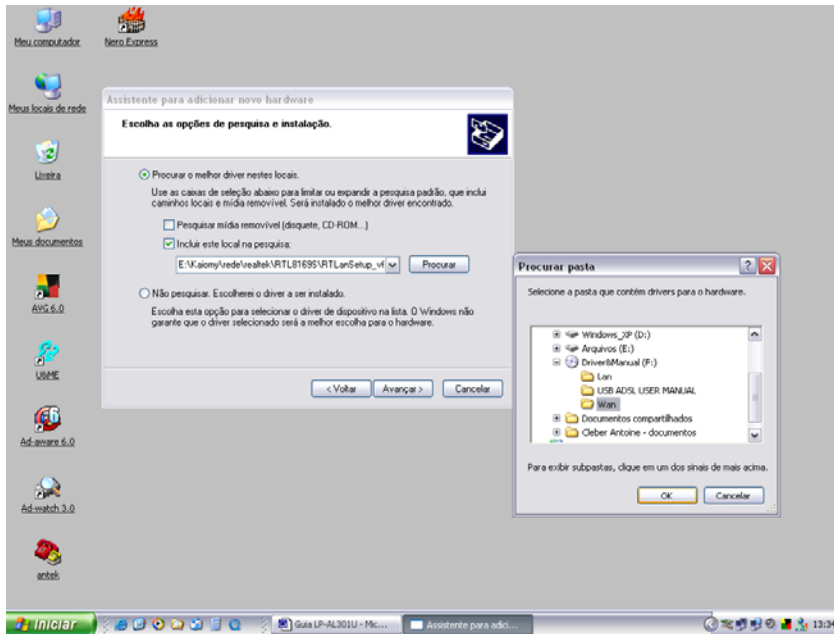 Meu computador
Nero Express
Meus locais de rede
Lixeira
Meus documentos
AVG 6.0
Ad-aware 6.0
Ad-watch 3.0
antek
Assistente para adicionar novo hardware
Escolha as opções de pesquisa e instalação.
Procurar o melhor driver nestes locais.
Use as caixas de seleção abaixo para limitar ou expandir a pesquisa padrão, que inclui
caminhos locais e mídia removível. Será instalado o melhor driver encontrado.
Pesquisar mídia removível (disquete, CD-ROM...)
Incluir este local na pesquisa:
E:\Kaiomy\rede\realtek\RTL8169S\RTLanSetup_v
Procurar
Não pesquisar. Escolherei o driver a ser instalado.
Escolha esta opção para selecionar o driver de dispositivo na lista. O Windows não
garante que o driver selecionado será a melhor escolha para o hardware.
< Voltar
Avançar >
Cancelar
Procurar pasta
Selecione a pasta que contém drivers para o hardware.
Windows_XP (D:)
Arquivos (E:)
Driver&Manual (F:)
Lan
USB ADSL USER MANUAL
Wan
Documentos compartilhados
Cleber Antoine - documentos
Para exibir subpastas, clique em um dos sinais de mais acima.
OK
Cancelar
Iniciar
Guia LP-AL301U - Mic...
Assistente para adici...
13:34